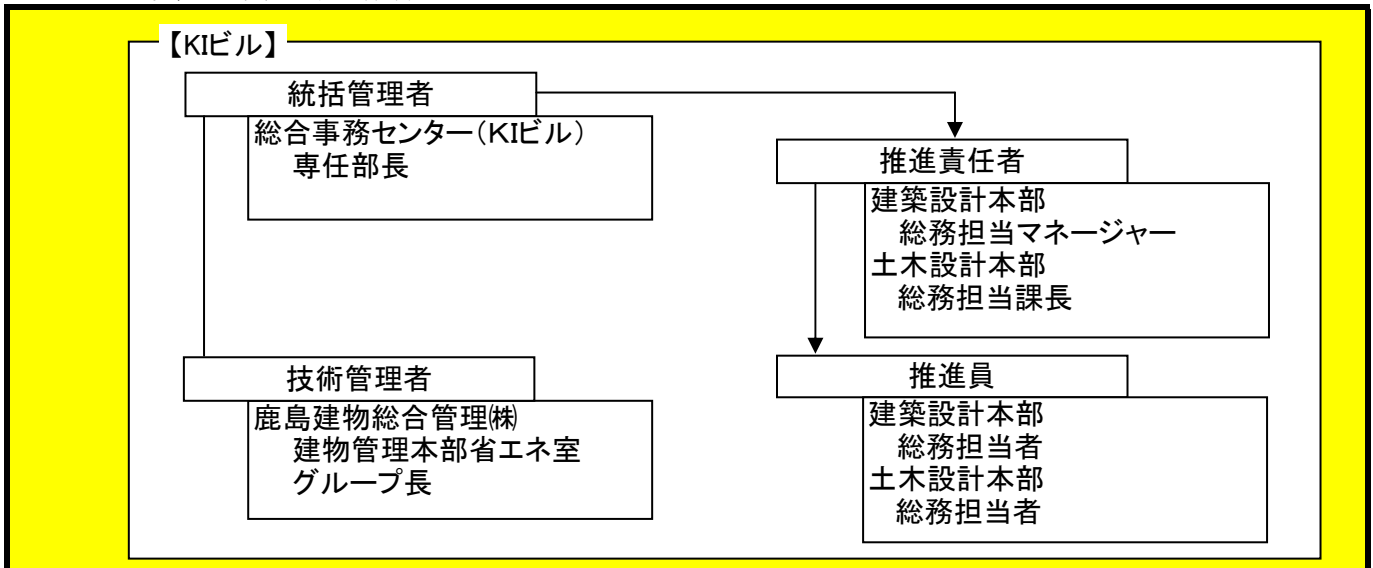 【KIビル】
統括管理者
総合事務センター(KIビル)
専任部長
推進責任者
建築設計本部
総務担当マネージャー
土木設計本部
総務担当課長
技術管理者
鹿島建物総合管理㈱
建物管理本部省エネ室
グループ長
推進員
建築設計本部
総務担当者
土木設計本部
総務担当者